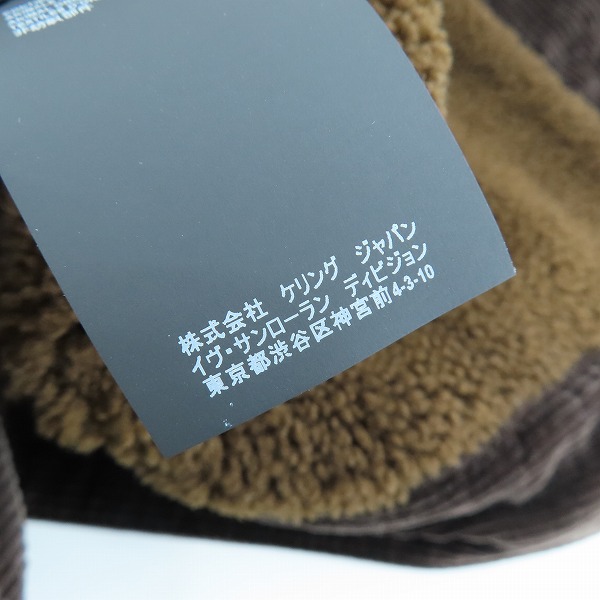 株式会社 ケリング ジャパン
イヴ・サンローラン ディビジョン
東京都渋谷区神宮前4-3-10